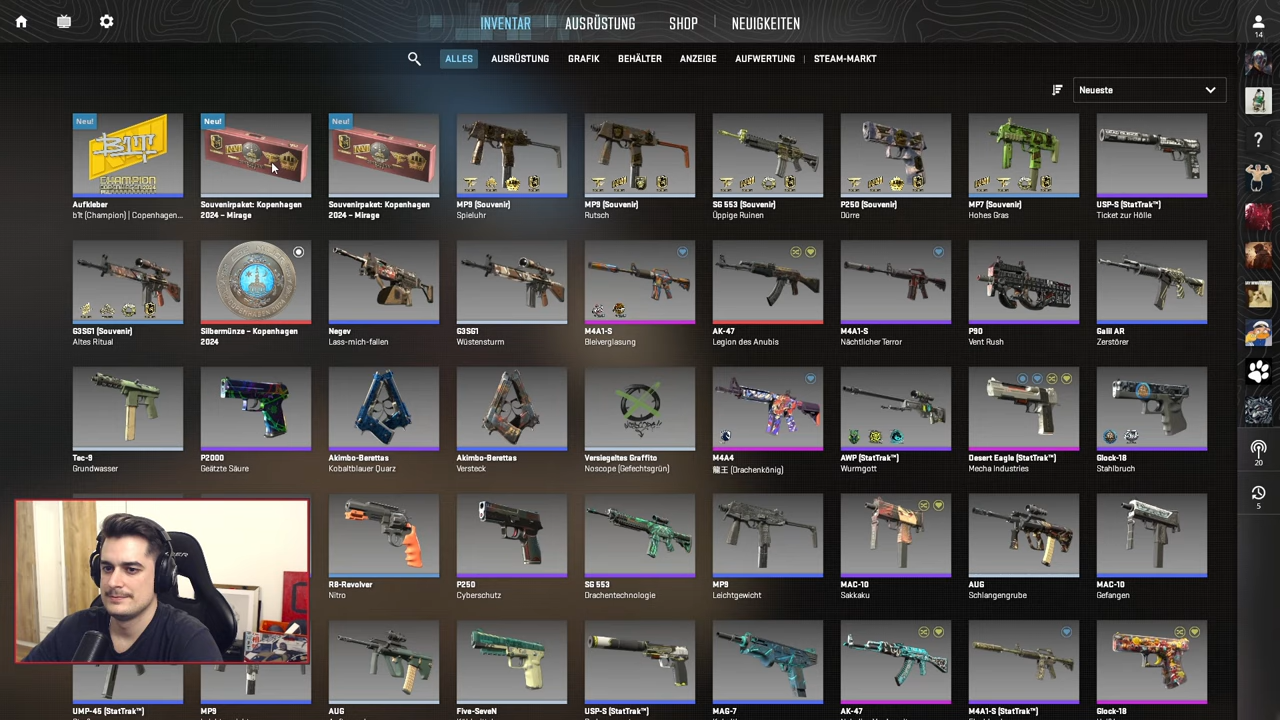 INVENTAR
AUSRÜSTUNG
SHOP
NEUIGKEITEN
14
ALLES
AUSRÜSTUNG
GRAFIK
BEHÄLTER
ANZEIGE
AUFWERTUNG
STEAM-MARKT
Neueste
Neu!
Neu!
Neu!
Aufkleber
b1t (Champion) | Copenhagen...
Souvenirpaket: Kopenhagen
2024 – Mirage
Souvenirpaket: Kopenhagen
2024 – Mirage
MP9 (Souvenir)
Spieluhr
MP9 (Souvenir)
Rutsch
SG 553 (Souvenir)
Üppige Ruinen
P250 (Souvenir)
Dürre
MP7 (Souvenir)
Hohes Gras
USP-S (StatTrak™)
Ticket zur Hölle
G3SG1 (Souvenir)
Altes Ritual
Silbermünze – Kopenhagen
2024
Negev
Lass-mich-fallen
G3SG1
Wüstensturm
M4A1-S
Bleiverglasung
AK-47
Legion des Anubis
M4A1-S
Nächtlicher Terror
P90
Vent Rush
Galil AR
Zerstörer
Tec-9
Grundwasser
P2000
Geätzte Säure
Akimbo-Berettas
Kobaltblauer Quarz
Akimbo-Berettas
Versteck
Versiegeltes Graffito
Noscope (Gefechtsgrün)
M4A4
龍王 (Drachenkönig)
AWP (StatTrak™)
Wurmgott
Desert Eagle (StatTrak™)
Mecha Industries
Glock-18
Stahlbruch
20
5
R8-Revolver
Nitro
P250
Cyberschutz
SG 553
Drachentechnologie
MP9
Leichtgewicht
MAC-10
Sakkaku
AUG
Schlangengrube
MAC-10
Gefangen
UMP-45 (StatTrak™)
MP9
AUG
Five-SeveN
USP-S (StatTrak™)
MAG-7
AK-47
M4A1-S (StatTrak™)
Glock-18